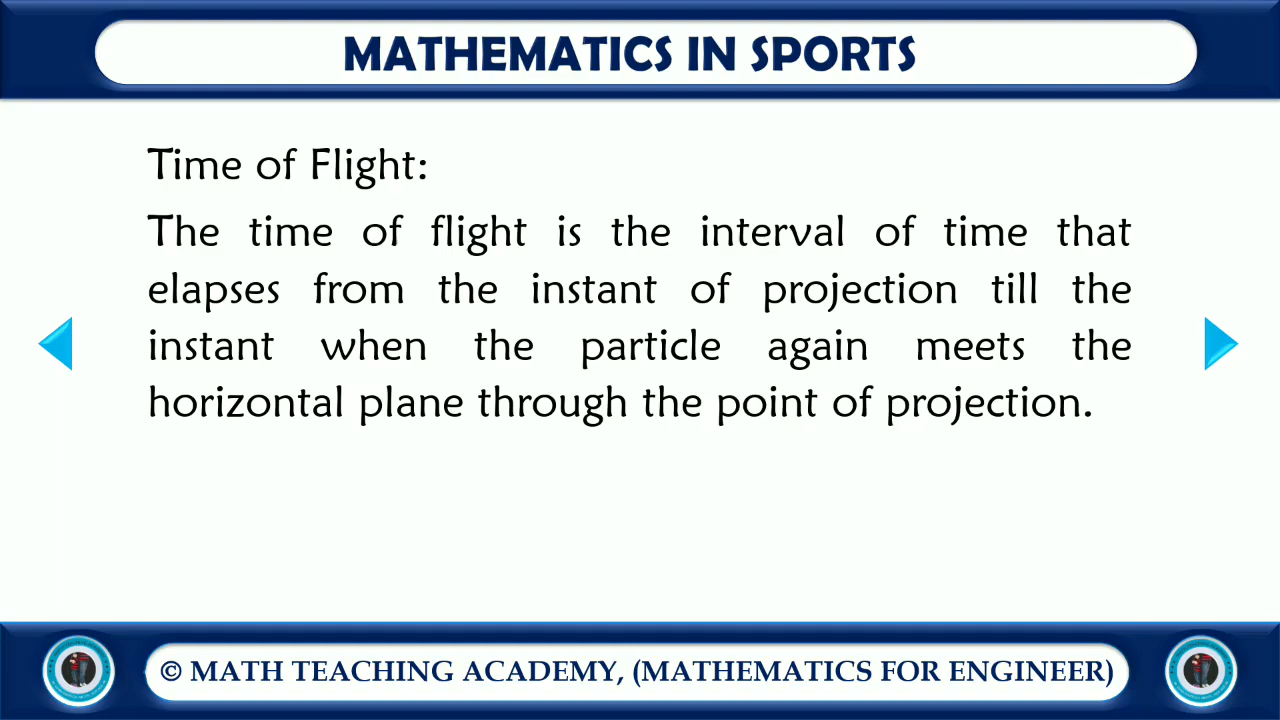 MATHEMATICS IN SPORTS
Time of Flight:
The time of flight is the interval of time that
elapses from the instant of projection till the
instant when the particle again meets the
horizontal plane through the point of projection.
© MATH TEACHING ACADEMY, (MATHEMATICS FOR ENGINEER)